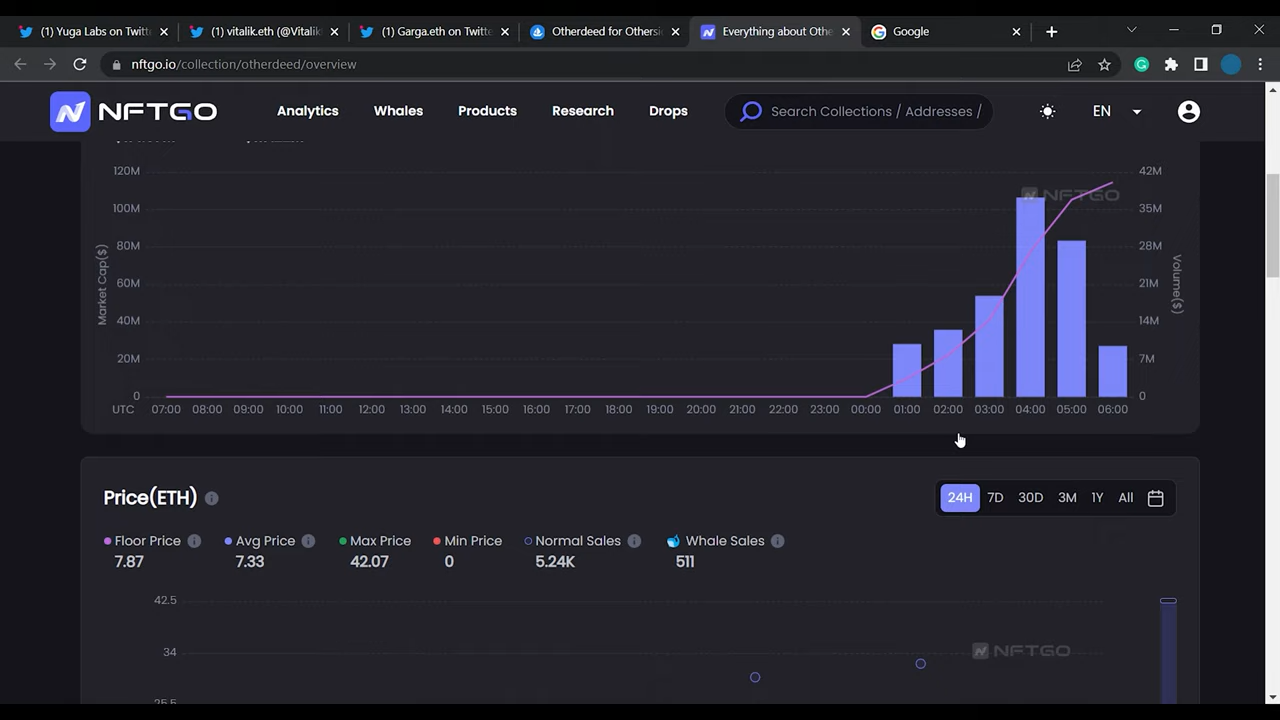 (1) Yuga Labs on Twitt
(1) vitalik.eth (@Vitalik
(1) Garga.eth on Twitt
Otherdeed for Othersi
Everything about Othe
Google
nftgo.io/collection/otherdeed/overview
NFTGO
Analytics
Whales
Products
Research
Drops
Search Collections / Addresses /
EN
120M
42M
NFTGO
100M
35M
80M
28M
Market Cap($)
Volume($)
60M
21M
40M
14M
20M
7M
0
0
UTC 07:00 08:00 09:00 10:00 11:00 12:00 13:00 14:00 15:00 16:00 17:00 18:00 19:00 20:00 21:00 22:00 23:00 00:00 01:00 02:00 03:00 04:00 05:00 06:00
Price(ETH)
24H 7D 30D 3M 1Y All
Floor Price Avg Price Max Price Min Price Normal Sales Whale Sales
7.87 7.33 42.07 0 5.24K 511
42.5
34
NFTGO
25.5